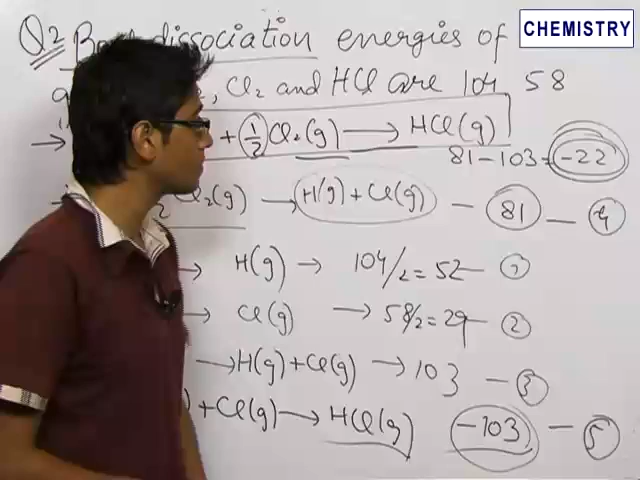 CHEMISTRY
Q2 Bond dissociation energies of
Cl₂ and HCl are 104, 58
→ + 1/2 Cl₂(g) → HCl(g)
81 - 103 = -22
Cl₂(g) → H(g) + Cl(g) - 81 - 4
→ H(g) → 104/2 = 52 - 1
→ Cl(g) → 58/2 = 29 - 2
→ H(g) + Cl(g) → 103 - 3
+ Cl(g) → HCl(g) -103 - 5